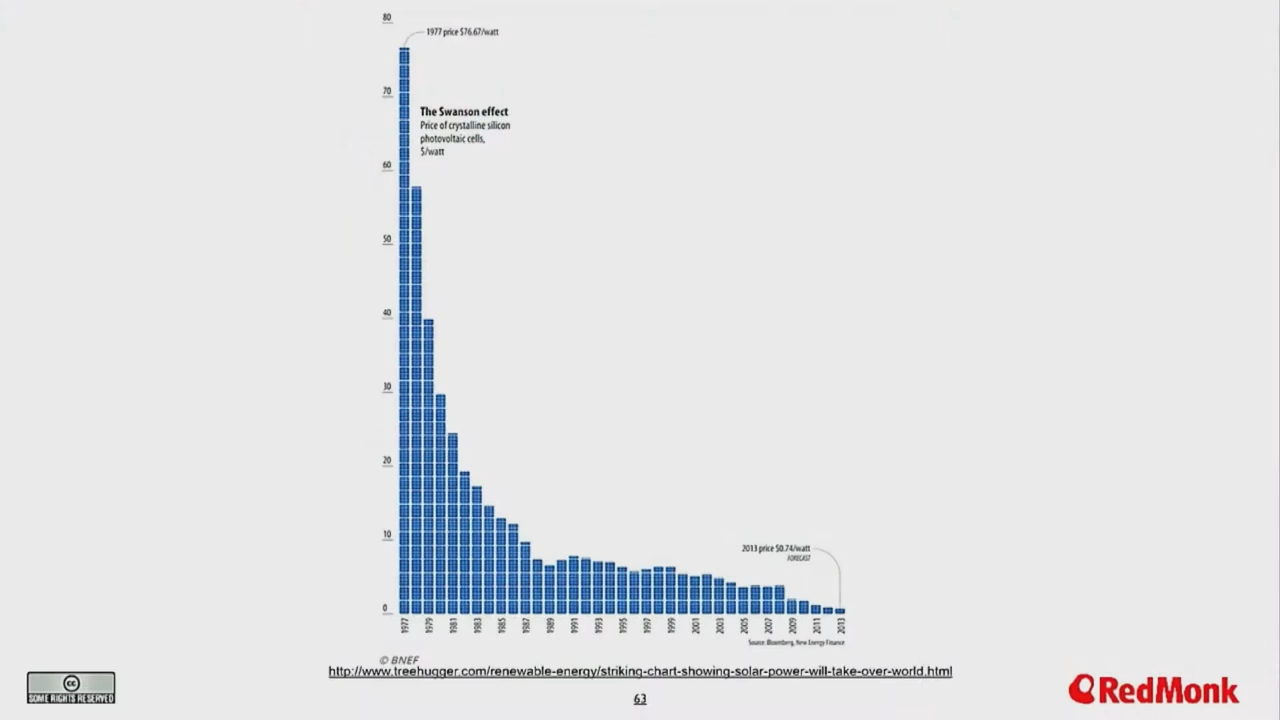 80
1977 price $76.67/watt
70
The Swanson effect
Price of crystalline silicon
photovoltaic cells,
$/watt
60
50
40
30
20
10
2013 price $0.74/watt
FORECAST
0
1977 1979 1981 1983 1985 1987 1989 1991 1993 1995 1997 1999 2001 2003 2005 2007 2009 2011 2013
Source: Bloomberg, New Energy Finance
© BNEF
http://www.treehugger.com/renewable-energy/striking-chart-showing-solar-power-will-take-over-world.html
cc
SOME RIGHTS RESERVED
63
RedMonk